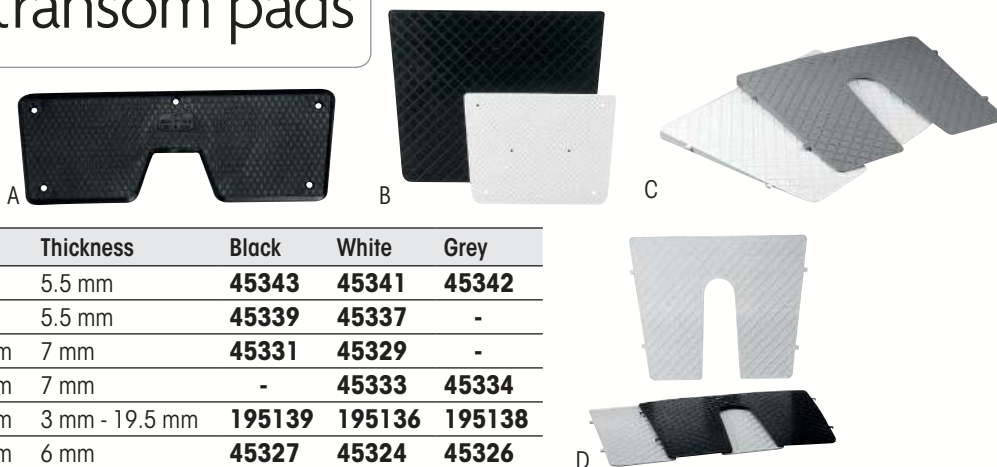 transom pads
A
B
C
Thickness Black White Grey
5.5 mm 45343 45341 45342
5.5 mm 45339 45337 -
m 7 mm 45331 45329 -
m 7 mm - 45333 45334
m 3 mm - 19.5 mm 195139 195136 195138
m 6 mm 45327 45324 45326
D